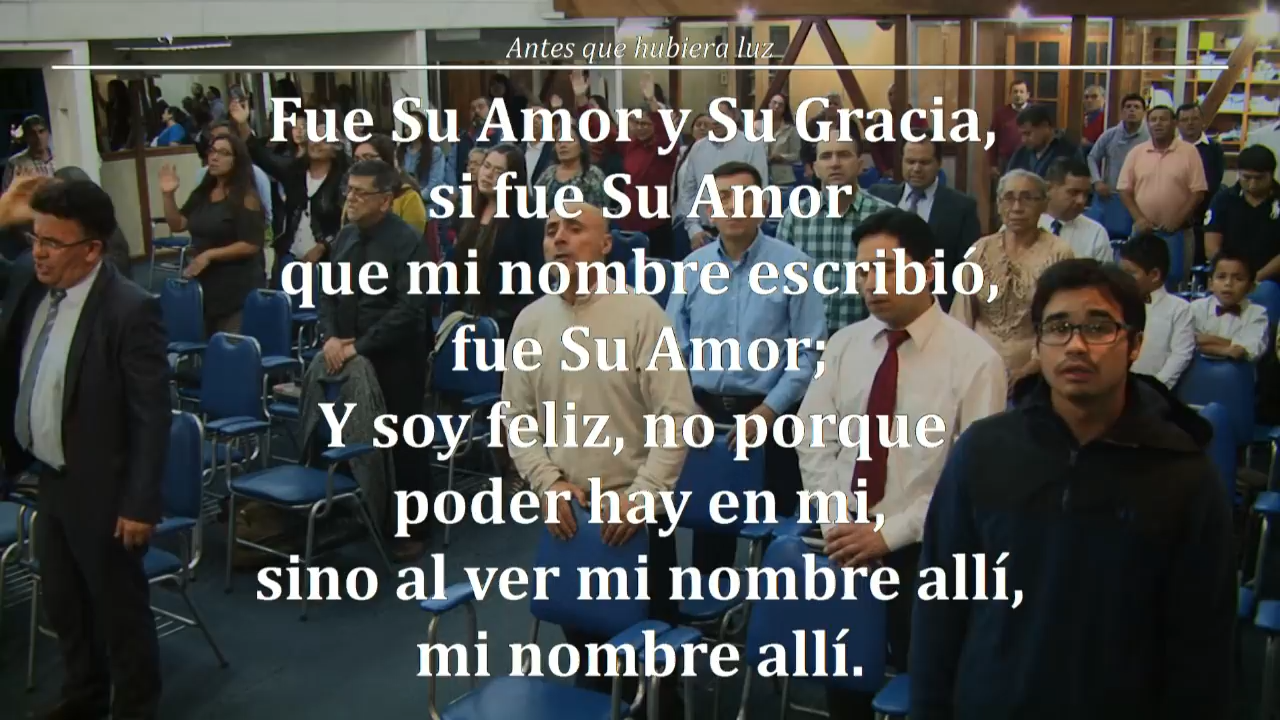 Antes que hubiera luz
Fue Su Amor y Su Gracia,
si fue Su Amor
que mi nombre escribió,
fue Su Amor;
Y soy feliz, no porque
poder hay en mi,
sino al ver mi nombre allí,
mi nombre allí.